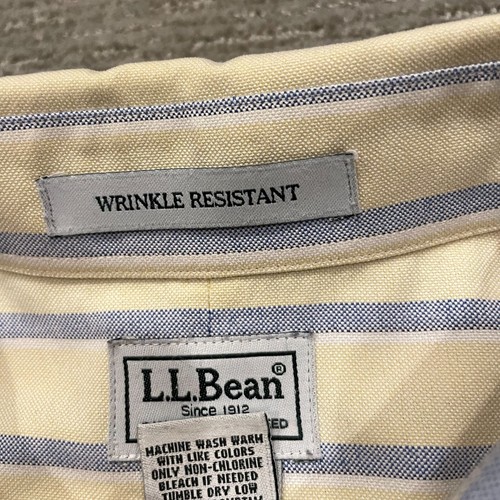 WRINKLE RESISTANT
L.L.Bean®
Since 1912
MACHINE WASH WARM
WITH LIKE COLORS
ONLY NON-CHLORINE
BLEACH IF NEEDED
TUMBLE DRY LOW